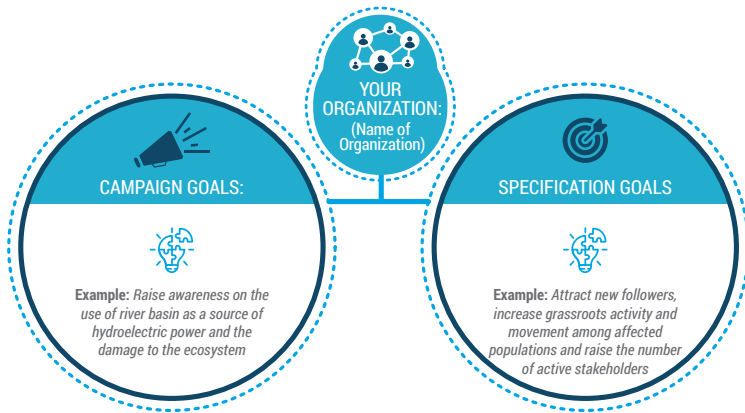 YOUR
ORGANIZATION:
(Name of
Organization)
CAMPAIGN GOALS:
Example: Raise awareness on the
use of river basin as a source of
hydroelectric power and the
damage to the ecosystem
SPECIFICATION GOALS
Example: Attract new followers,
increase grassroots activity and
movement among affected
populations and raise the number
of active stakeholders